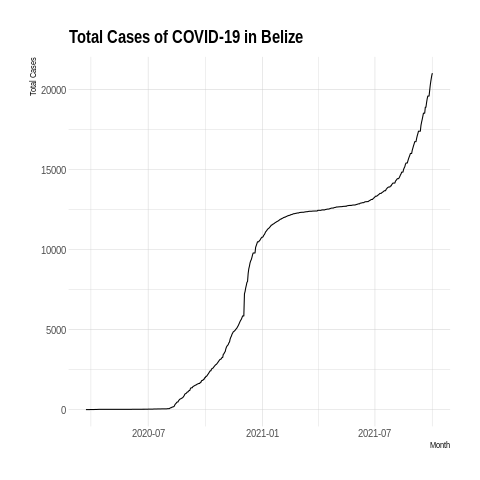 Total Cases of COVID-19 in Belize
Total Cases
20000
15000
10000
5000
0
2020-07 2021-01 2021-07
Month